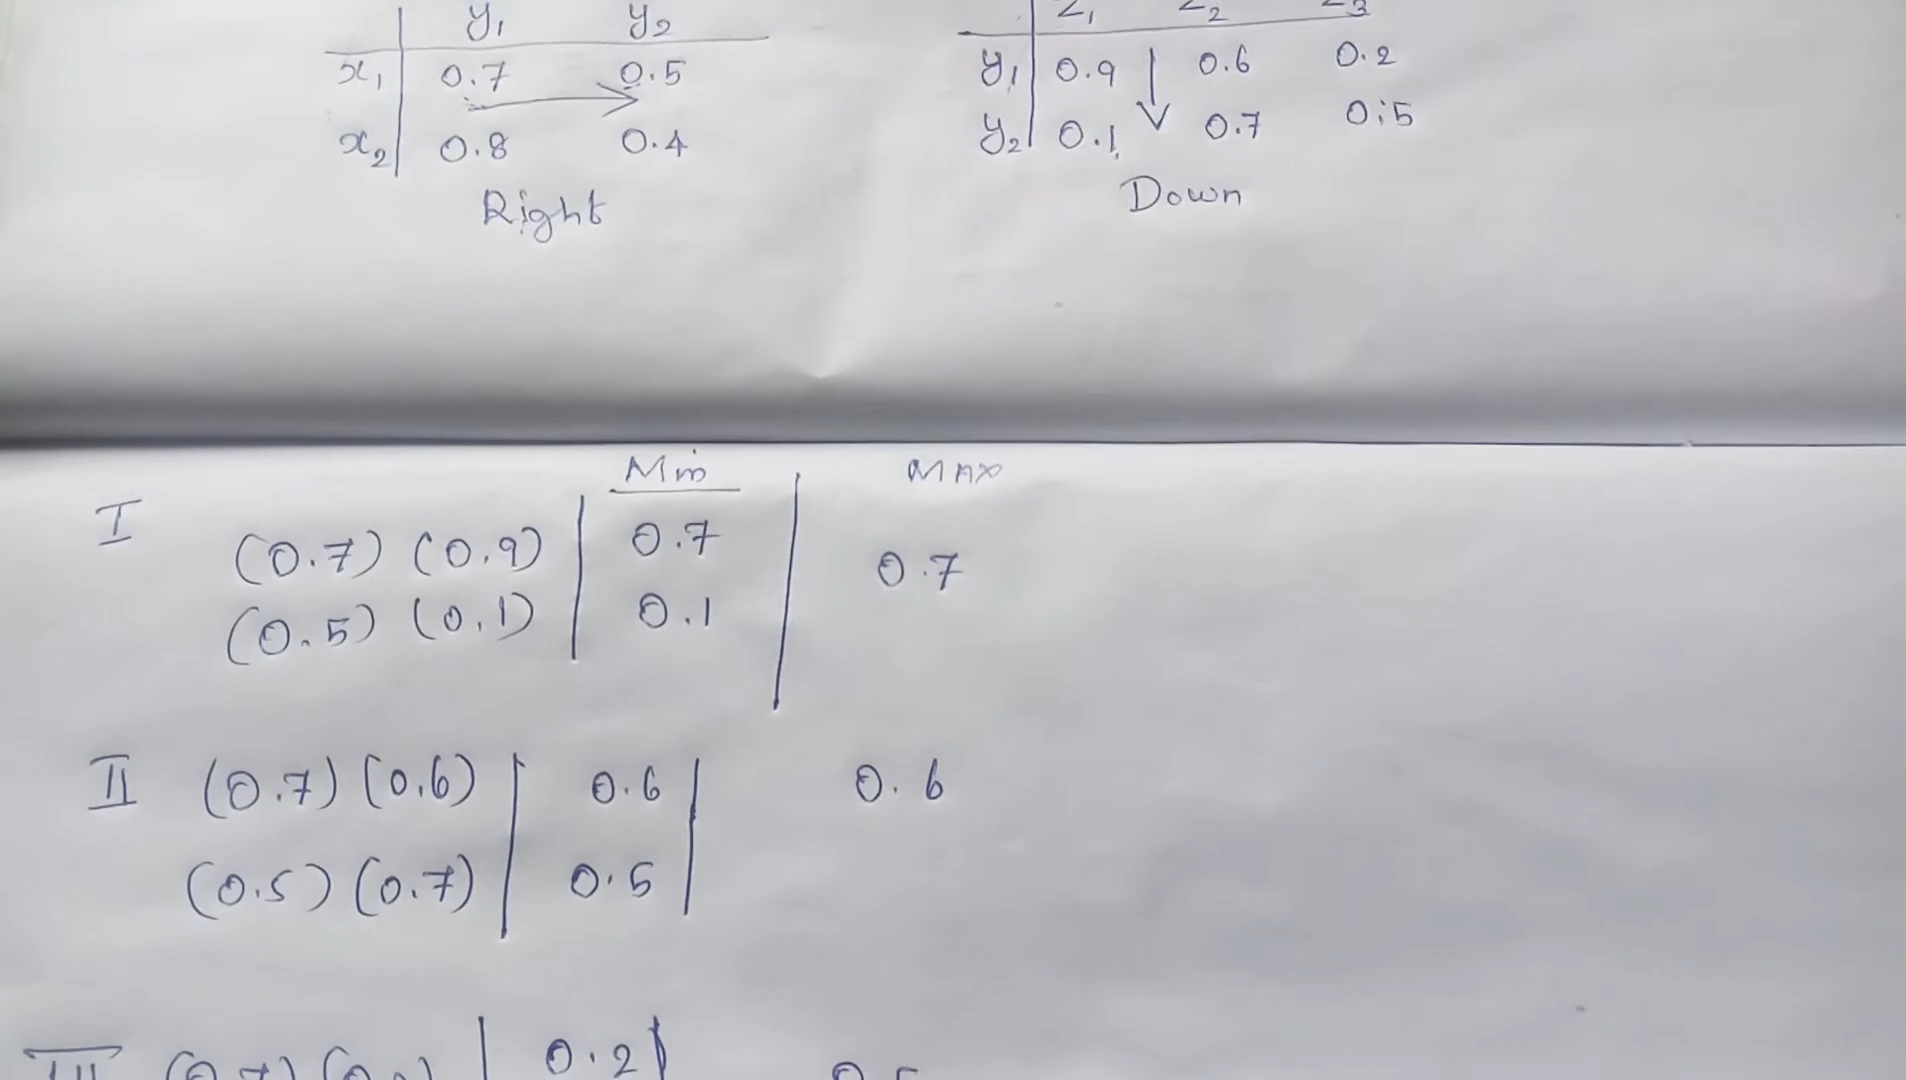 y₁ y₂
x₁ 0.7 0.5
x₂ 0.8 0.4
Right
z₁ z₂ z₃
y₁ 0.9 0.6 0.2
y₂ 0.1 0.7 0.5
Down
Min MAX
I (0.7) (0.9) 0.7 0.7
(0.5) (0.1) 0.1
II (0.7) (0.6) 0.6 0.6
(0.5) (0.7) 0.5
III (0.7) 0.2